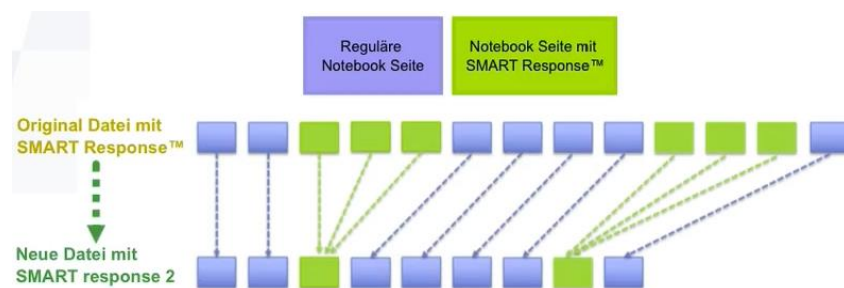 Reguläre
Notebook Seite
Notebook Seite mit
SMART Response™
Original Datei mit
SMART Response™
Neue Datei mit
SMART response 2